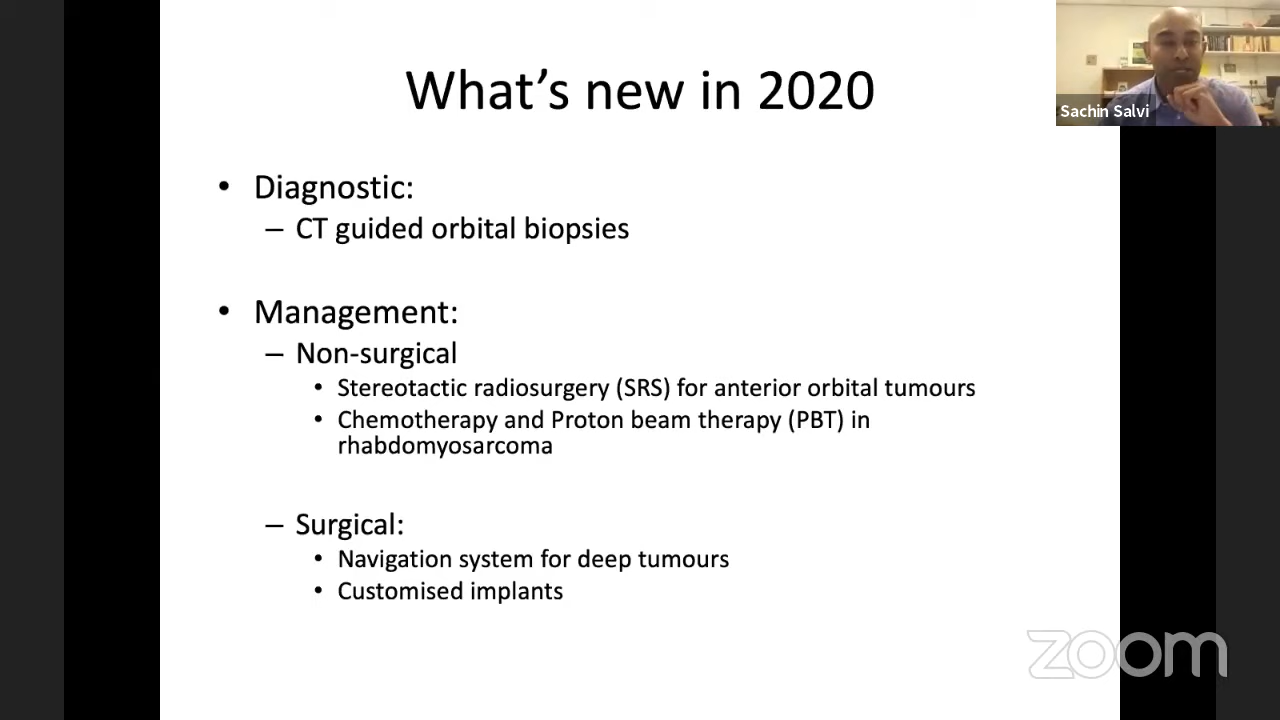 What's new in 2020
Sachin Salvi
• Diagnostic:
– CT guided orbital biopsies
• Management:
– Non-surgical
• Stereotactic radiosurgery (SRS) for anterior orbital tumours
• Chemotherapy and Proton beam therapy (PBT) in
rhabdomyosarcoma
– Surgical:
• Navigation system for deep tumours
• Customised implants
zoom